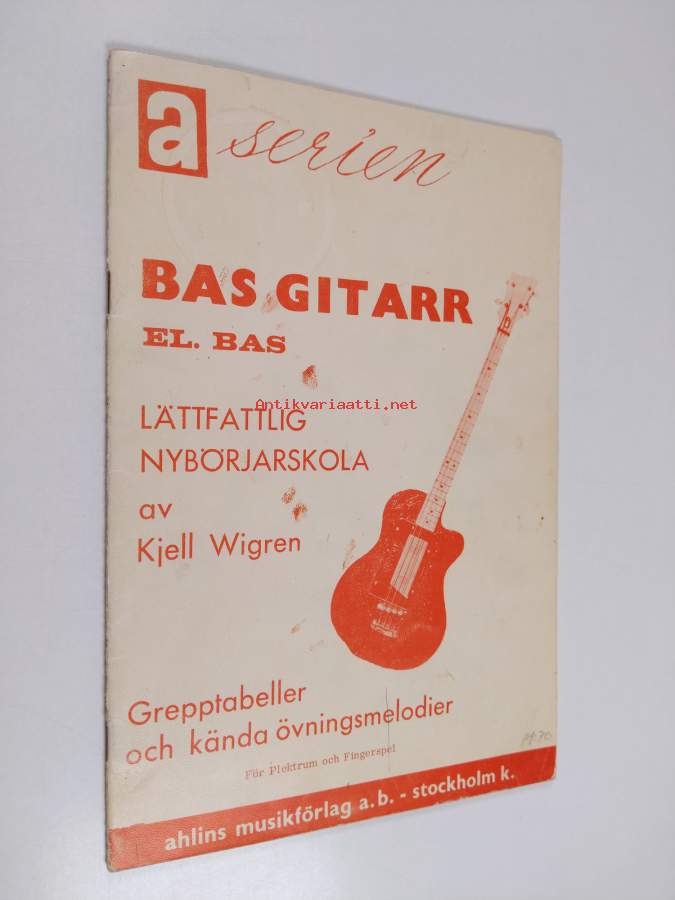 a serien
BAS GITARR
EL. BAS
Antikvariaatti.net
LÄTTFATTLIG
NYBÖRJARSKOLA
av
Kjell Wigren
Grepptabeller
och kända övningsmelodier
För Plektrum och Fingerspel
ahlins musikförlag a.b. - stockholm k.